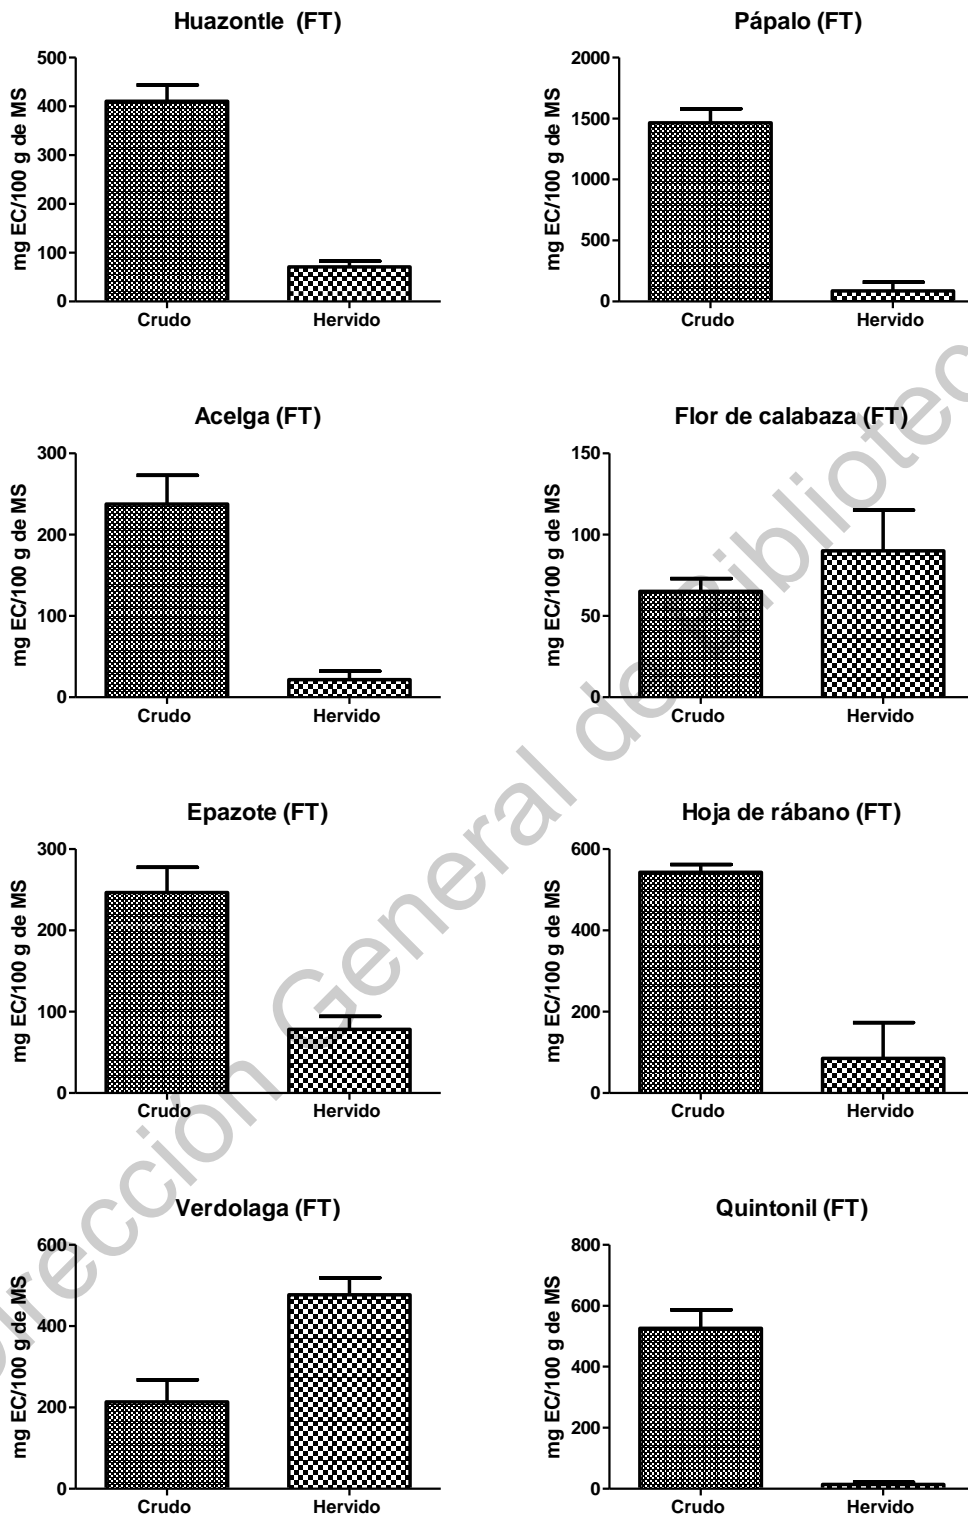 Huazontle (FT)
mg EC/100 g de MS
500
400
300
200
100
0
Crudo Hervido
Pápalo (FT)
mg EC/100 g de MS
2000
1500
1000
500
0
Crudo Hervido
Acelga (FT)
mg EC/100 g de MS
300
200
100
0
Crudo Hervido
Flor de calabaza (FT)
mg EC/100 g de MS
150
100
50
0
Crudo Hervido
Epazote (FT)
mg EC/100 g de MS
300
200
100
0
Crudo Hervido
Hoja de rábano (FT)
mg EC/100 g de MS
600
400
200
0
Crudo Hervido
Verdolaga (FT)
mg EC/100 g de MS
600
400
200
0
Crudo Hervido
Quintonil (FT)
mg EC/100 g de MS
800
600
400
200
0
Crudo Hervido
Dirección General de Bibliotec